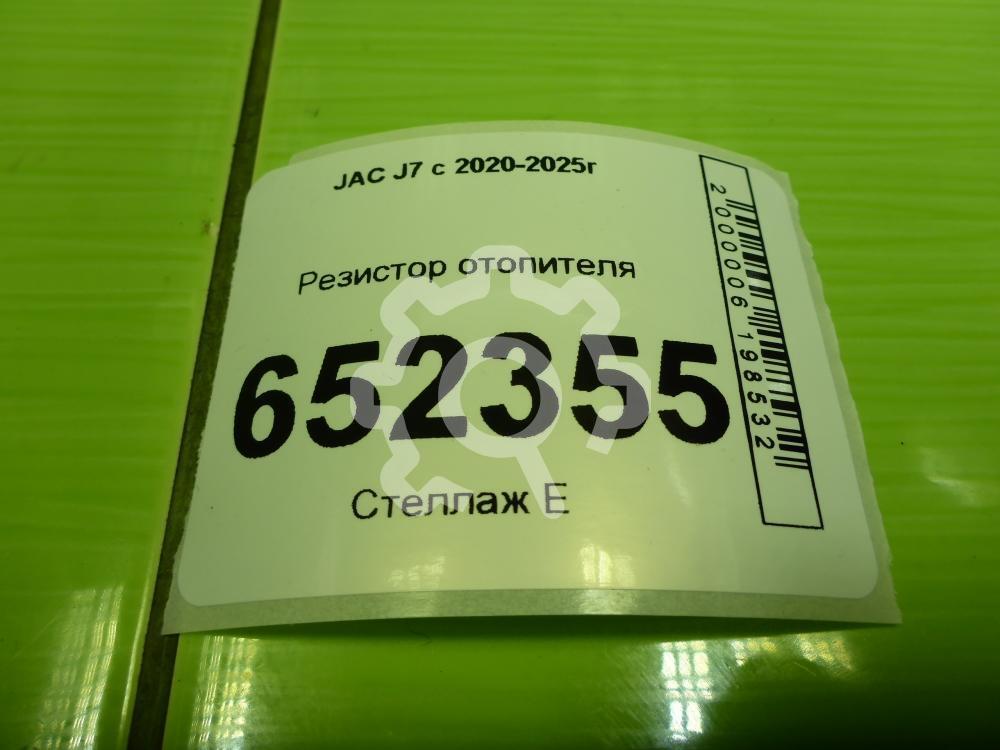 JAC J7 с 2020-2025г
Резистор отопителя
652355
Стеллаж Е
2000006198532